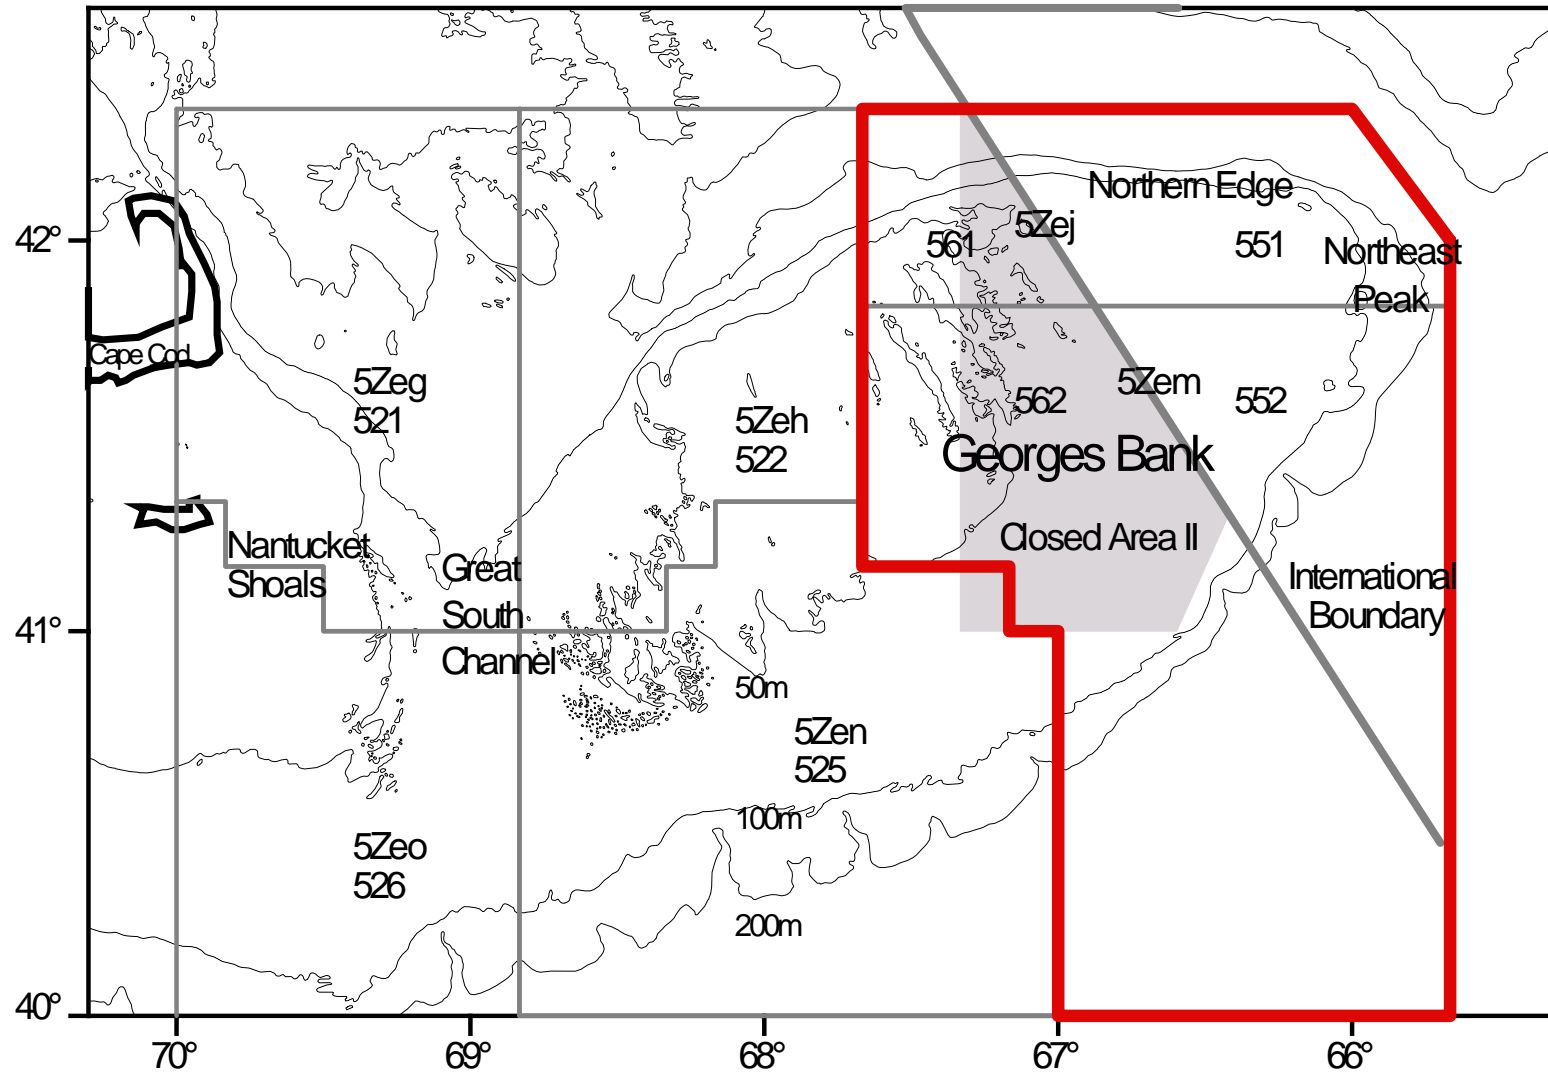 Northern Edge
5Zej
42°
561
551
Northeast
Peak
Cape Cod
5Zeg
521
5Zem
562
552
5Zeh
522
Georges Bank
Closed Area II
Nantucket
Shoals
Great
South
Channel
International
Boundary
41°
50m
5Zen
525
100m
5Zeo
526
200m
40°
70°
69°
68°
67°
66°